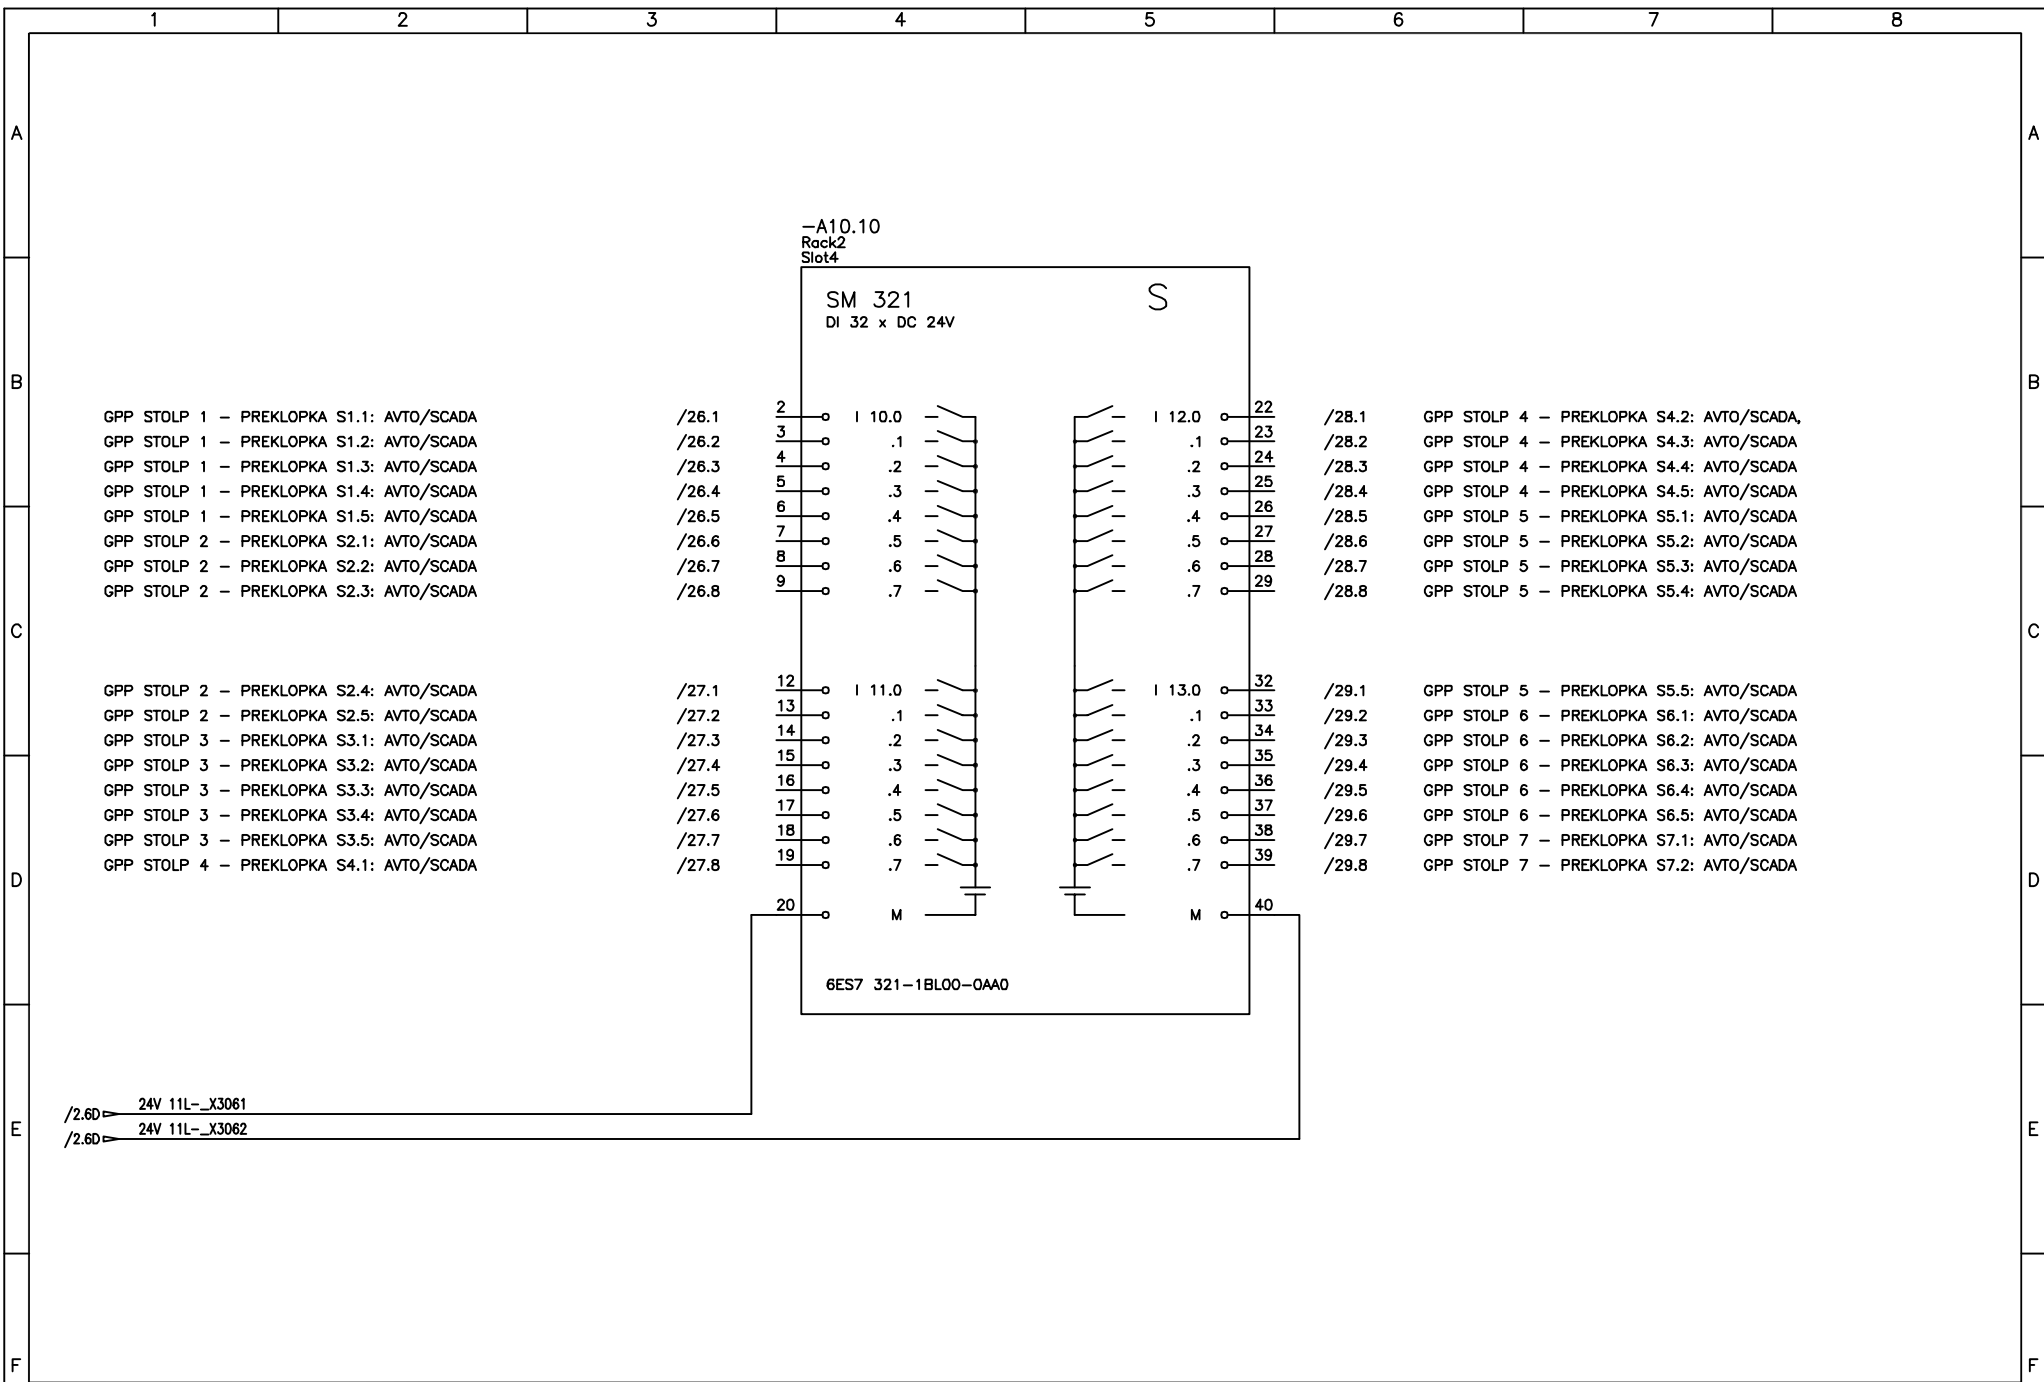 1 2 3 4 5 6 7 8
A A
-A10.10
Rack2
Slot4
SM 321 S
DI 32 x DC 24V
B B
GPP STOLP 1 - PREKLOPKA S1.1: AVTO/SCADA /26.1 2 I 10.0 I 12.0 22 /28.1 GPP STOLP 4 - PREKLOPKA S4.2: AVTO/SCADA,
GPP STOLP 1 - PREKLOPKA S1.2: AVTO/SCADA /26.2 3 .1 .1 23 /28.2 GPP STOLP 4 - PREKLOPKA S4.3: AVTO/SCADA
GPP STOLP 1 - PREKLOPKA S1.3: AVTO/SCADA /26.3 4 .2 .2 24 /28.3 GPP STOLP 4 - PREKLOPKA S4.4: AVTO/SCADA
GPP STOLP 1 - PREKLOPKA S1.4: AVTO/SCADA /26.4 5 .3 .3 25 /28.4 GPP STOLP 4 - PREKLOPKA S4.5: AVTO/SCADA
GPP STOLP 1 - PREKLOPKA S1.5: AVTO/SCADA /26.5 6 .4 .4 26 /28.5 GPP STOLP 5 - PREKLOPKA S5.1: AVTO/SCADA
GPP STOLP 2 - PREKLOPKA S2.1: AVTO/SCADA /26.6 7 .5 .5 27 /28.6 GPP STOLP 5 - PREKLOPKA S5.2: AVTO/SCADA
GPP STOLP 2 - PREKLOPKA S2.2: AVTO/SCADA /26.7 8 .6 .6 28 /28.7 GPP STOLP 5 - PREKLOPKA S5.3: AVTO/SCADA
GPP STOLP 2 - PREKLOPKA S2.3: AVTO/SCADA /26.8 9 .7 .7 29 /28.8 GPP STOLP 5 - PREKLOPKA S5.4: AVTO/SCADA
C C
GPP STOLP 2 - PREKLOPKA S2.4: AVTO/SCADA /27.1 12 I 11.0 I 13.0 32 /29.1 GPP STOLP 5 - PREKLOPKA S5.5: AVTO/SCADA
GPP STOLP 2 - PREKLOPKA S2.5: AVTO/SCADA /27.2 13 .1 .1 33 /29.2 GPP STOLP 6 - PREKLOPKA S6.1: AVTO/SCADA
GPP STOLP 3 - PREKLOPKA S3.1: AVTO/SCADA /27.3 14 .2 .2 34 /29.3 GPP STOLP 6 - PREKLOPKA S6.2: AVTO/SCADA
GPP STOLP 3 - PREKLOPKA S3.2: AVTO/SCADA /27.4 15 .3 .3 35 /29.4 GPP STOLP 6 - PREKLOPKA S6.3: AVTO/SCADA
GPP STOLP 3 - PREKLOPKA S3.3: AVTO/SCADA /27.5 16 .4 .4 36 /29.5 GPP STOLP 6 - PREKLOPKA S6.4: AVTO/SCADA
GPP STOLP 3 - PREKLOPKA S3.4: AVTO/SCADA /27.6 17 .5 .5 37 /29.6 GPP STOLP 6 - PREKLOPKA S6.5: AVTO/SCADA
GPP STOLP 3 - PREKLOPKA S3.5: AVTO/SCADA /27.7 18 .6 .6 38 /29.7 GPP STOLP 7 - PREKLOPKA S7.1: AVTO/SCADA
GPP STOLP 4 - PREKLOPKA S4.1: AVTO/SCADA /27.8 19 .7 .7 39 /29.8 GPP STOLP 7 - PREKLOPKA S7.2: AVTO/SCADA
D D
20 M M 40
6ES7 321-1BL00-0AA0
/2.6D 24V 11L-_X3061
E E
/2.6D 24V 11L-_X3062
F F